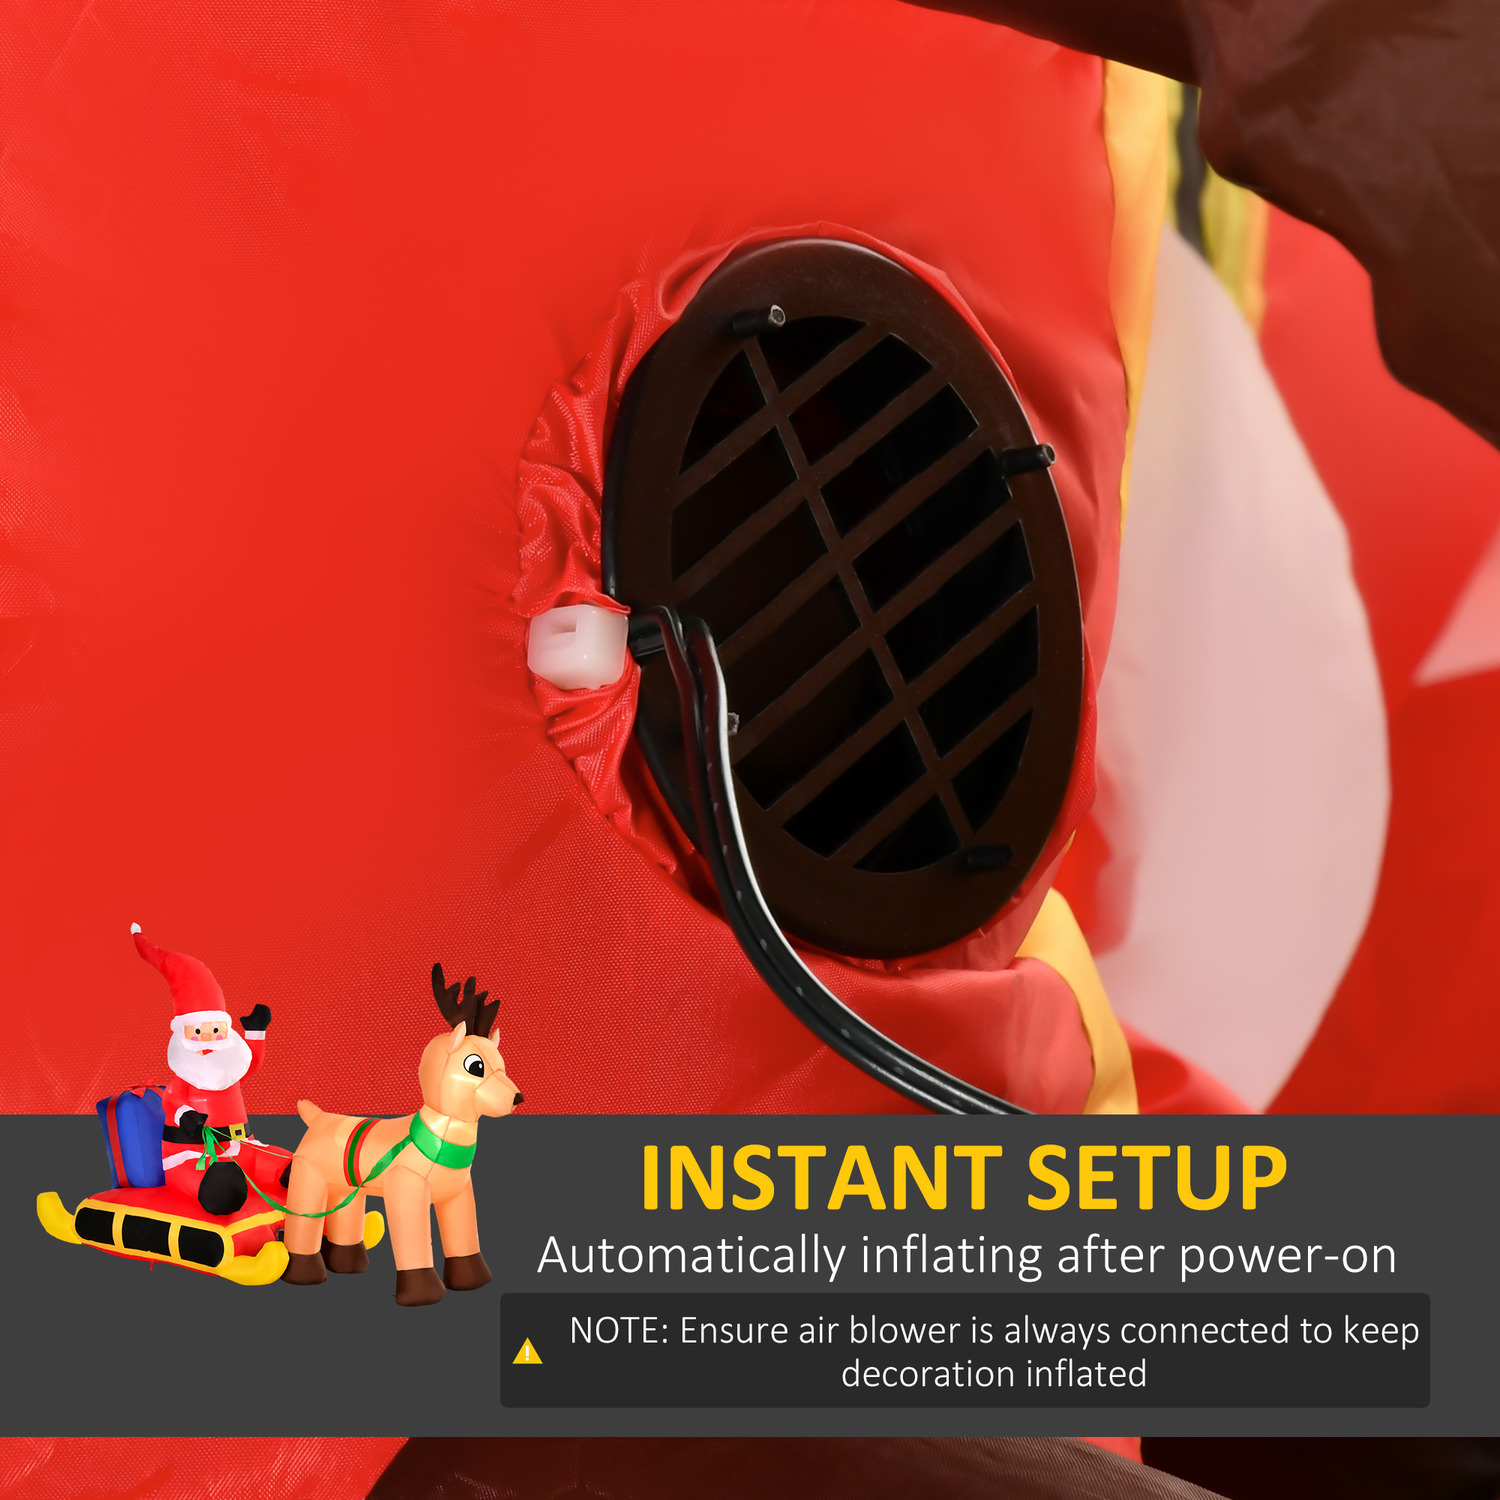 INSTANT SETUP
Automatically inflating after power-on
NOTE: Ensure air blower is always connected to keep
decoration inflated